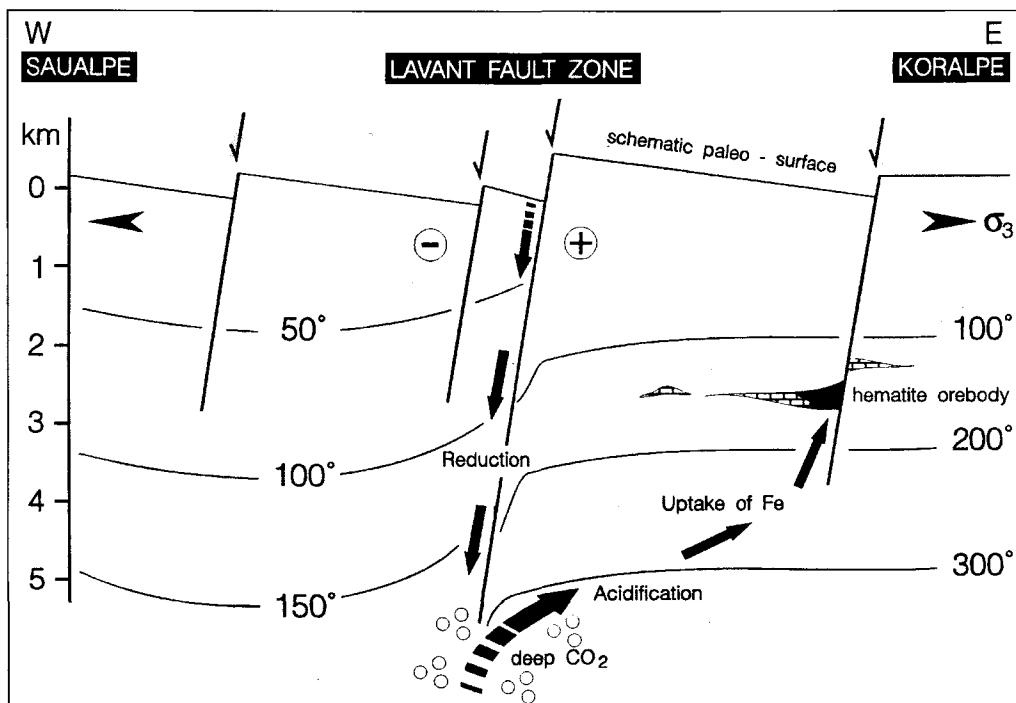 W
E
SAUALPE
LAVANT FAULT ZONE
KORALPE
km
schematic paleo - surface
0
σ3
−
+
1
50°
100°
2
hematite orebody
3
Reduction
200°
100°
4
Uptake of Fe
5
300°
150°
Acidification
deep CO2